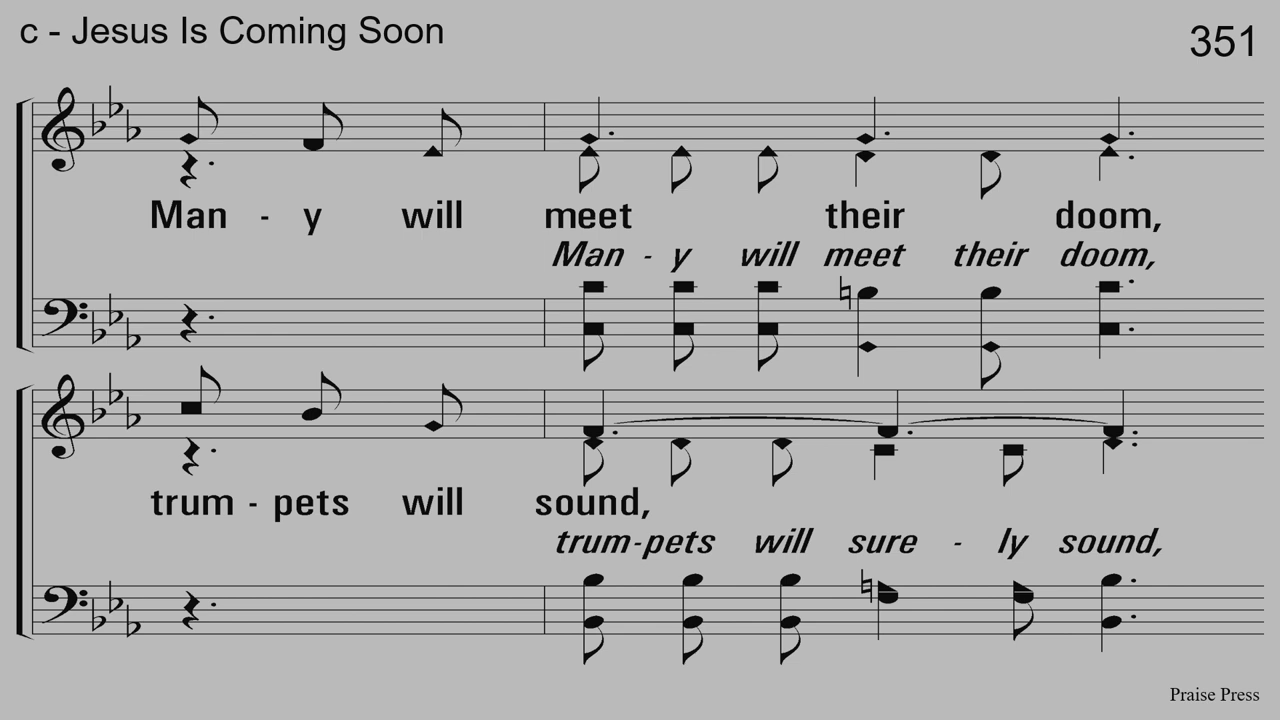 c - Jesus Is Coming Soon
351
Man - y will meet their doom,
Man - y will meet their doom,
trum - pets will sound,
trum - pets will sure - ly sound,
Praise Press